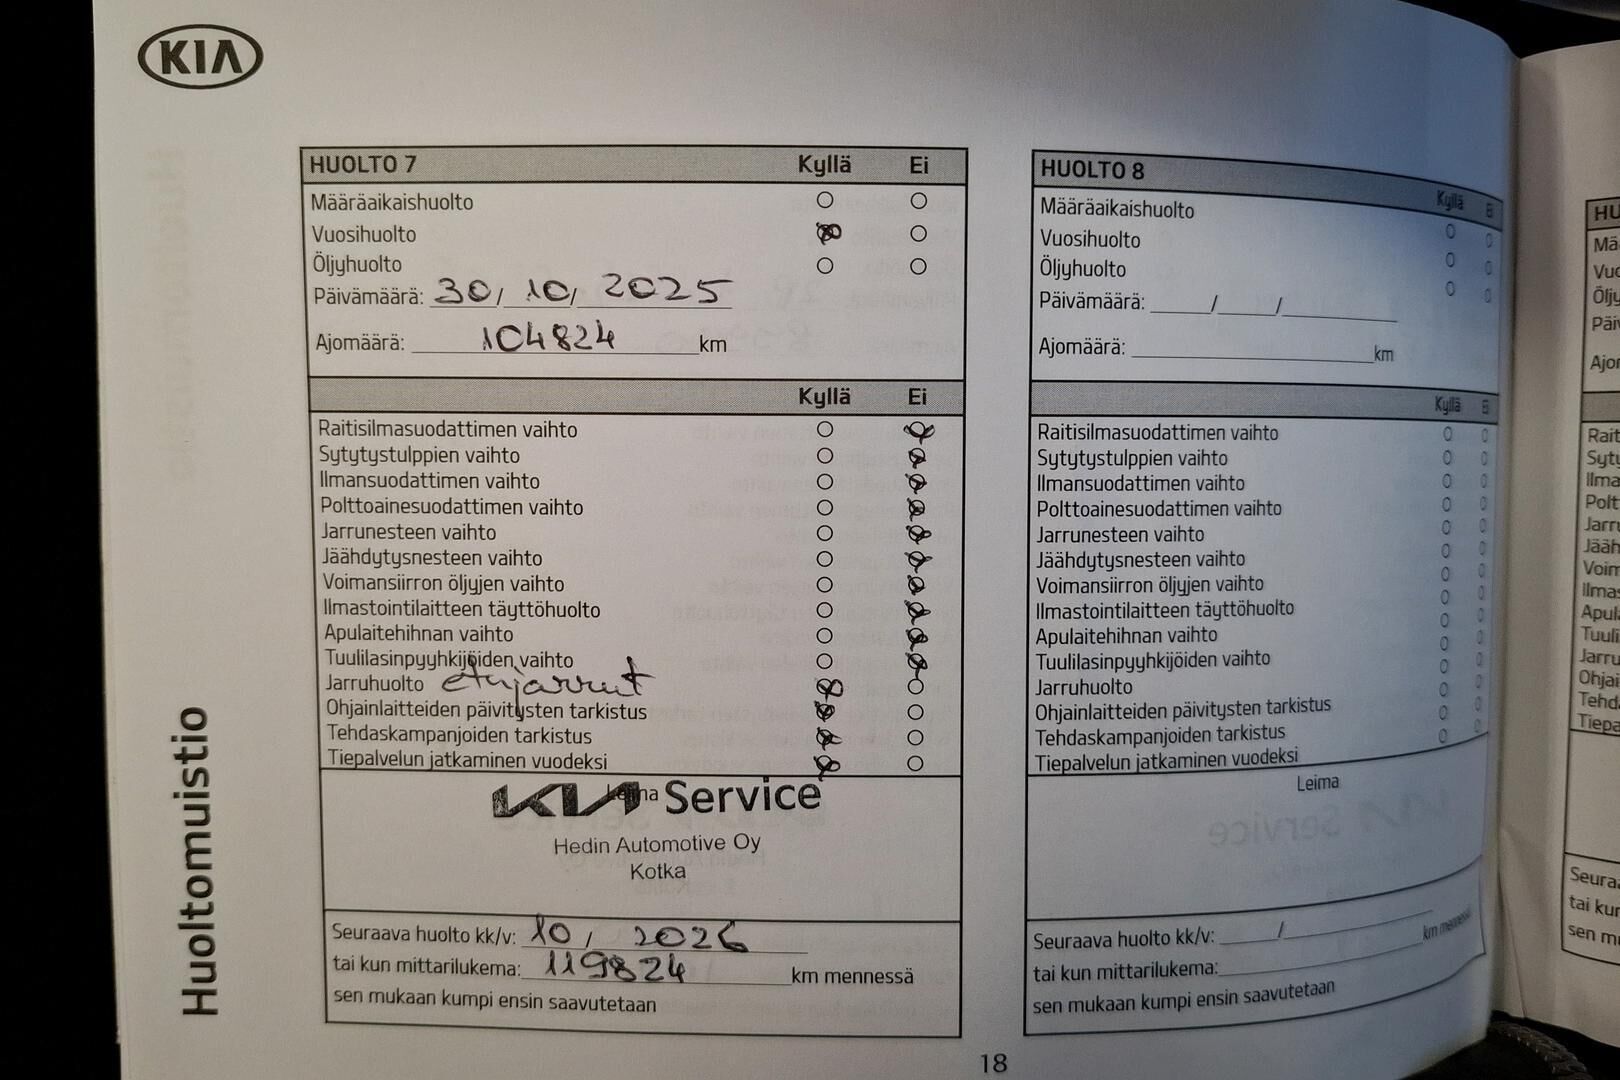 KIA
Huoltomuistio
HUOLTO 7 Kyllä Ei
Määräaikaishuolto
Vuosihuolto
Öljyhuolto
Päivämäärä: 30 / 10 / 2025
Ajomäärä: 104824 km
Kyllä Ei
Raitisilmasuodattimen vaihto
Sytytystulppien vaihto
Ilmansuodattimen vaihto
Polttoainesuodattimen vaihto
Jarrunesteen vaihto
Jäähdytysnesteen vaihto
Voimansiirron öljyjen vaihto
Ilmastointilaitteen täyttöhuolto
Apulaitehihnan vaihto
Tuulilasinpyyhkijöiden vaihto
Jarruhuolto etujarrut
Ohjainlaitteiden päivitysten tarkistus
Tehdaskampanjoiden tarkistus
Tiepalvelun jatkaminen vuodeksi
Leima
KIA Service
Hedin Automotive Oy
Kotka
Seuraava huolto kk/v: 10 / 2026
tai kun mittarilukema: 119824 km mennessä
sen mukaan kumpi ensin saavutetaan
HUOLTO 8 Kyllä Ei
Määräaikaishuolto
Vuosihuolto
Öljyhuolto
Päivämäärä: / /
Ajomäärä: km
Kyllä Ei
Raitisilmasuodattimen vaihto
Sytytystulppien vaihto
Ilmansuodattimen vaihto
Polttoainesuodattimen vaihto
Jarrunesteen vaihto
Jäähdytysnesteen vaihto
Voimansiirron öljyjen vaihto
Ilmastointilaitteen täyttöhuolto
Apulaitehihnan vaihto
Tuulilasinpyyhkijöiden vaihto
Jarruhuolto
Ohjainlaitteiden päivitysten tarkistus
Tehdaskampanjoiden tarkistus
Tiepalvelun jatkaminen vuodeksi
Leima
Seuraava huolto kk/v: /
tai kun mittarilukema: km mennessä
sen mukaan kumpi ensin saavutetaan
18